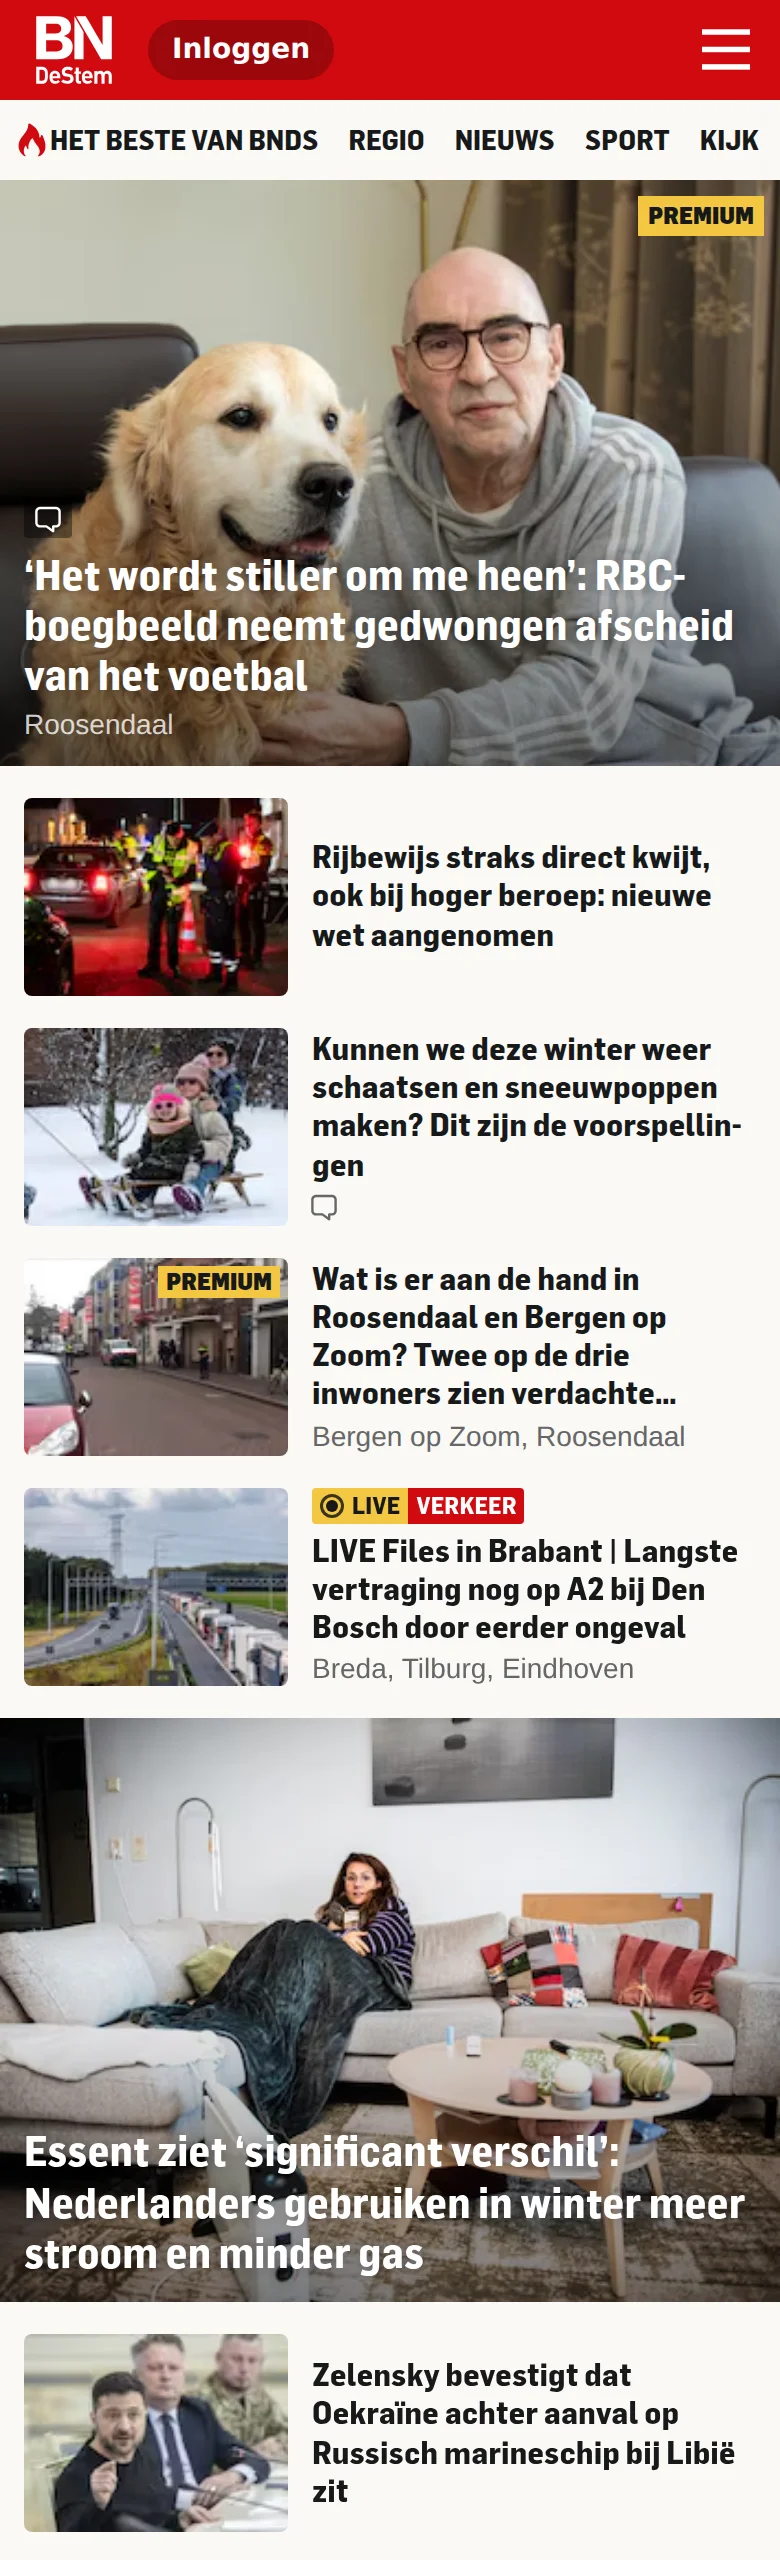 BN
DeStem
Inloggen
HET BESTE VAN BNDS REGIO NIEUWS SPORT KIJK
PREMIUM
‘Het wordt stiller om me heen’: RBC-
boegbeeld neemt gedwongen afscheid
van het voetbal
Roosendaal
Rijbewijs straks direct kwijt,
ook bij hoger beroep: nieuwe
wet aangenomen
Kunnen we deze winter weer
schaatsen en sneeuwpoppen
maken? Dit zijn de voorspellin-
gen
PREMIUM
Wat is er aan de hand in
Roosendaal en Bergen op
Zoom? Twee op de drie
inwoners zien verdachte...
Bergen op Zoom, Roosendaal
LIVE VERKEER
LIVE Files in Brabant | Langste
vertraging nog op A2 bij Den
Bosch door eerder ongeval
Breda, Tilburg, Eindhoven
Essent ziet ‘significant verschil’:
Nederlanders gebruiken in winter meer
stroom en minder gas
Zelensky bevestigt dat
Oekraïne achter aanval op
Russisch marineschip bij Libië
zit